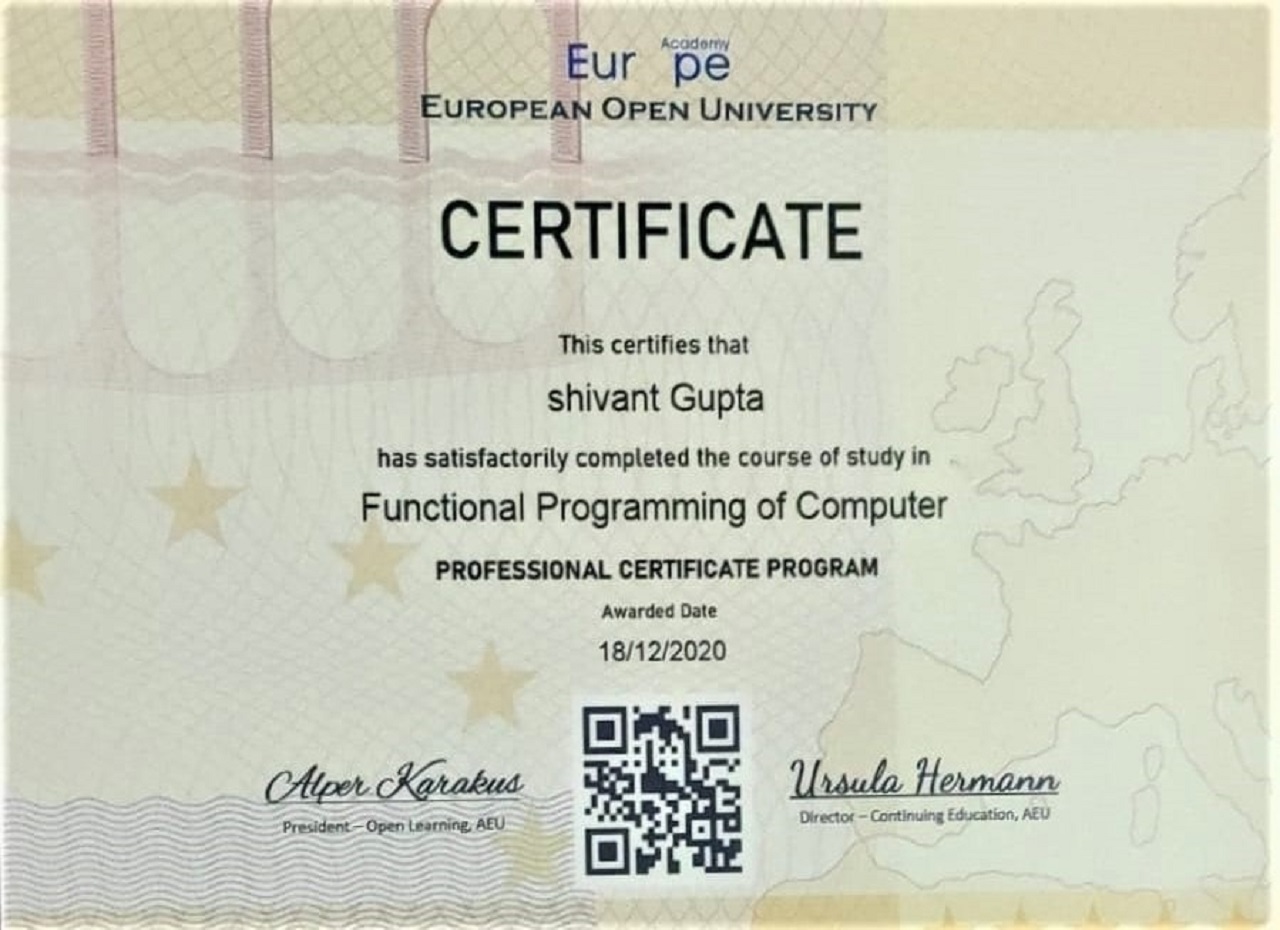 Academy
Eur pe
EUROPEAN OPEN UNIVERSITY
CERTIFICATE
This certifies that
shivant Gupta
has satisfactorily completed the course of study in
Functional Programming of Computer
PROFESSIONAL CERTIFICATE PROGRAM
Awarded Date
18/12/2020
Alper Karakus
President – Open Learning, AEU
Ursula Hermann
Director – Continuing Education, AEU